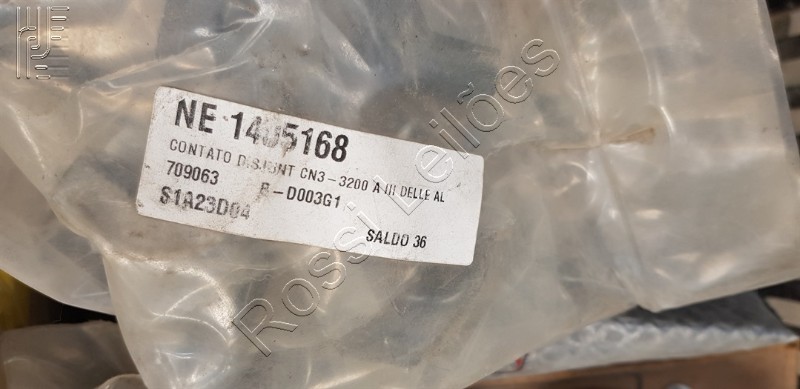 NE 1405168
CONTATO DISJUNT CN3-3200 A III DELLE AL
709063 B-D003G1
S1A23D04
SALDO 36
Rossi Leilões